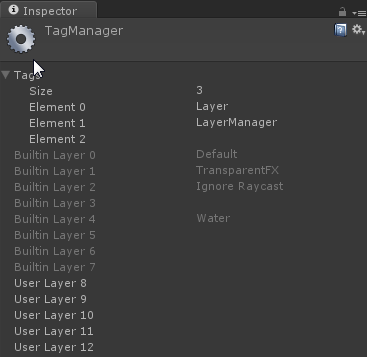 Inspector
TagManager
Tags
Size 3
Element 0 Layer
Element 1 LayerManager
Element 2
Builtin Layer 0 Default
Builtin Layer 1 TransparentFX
Builtin Layer 2 Ignore Raycast
Builtin Layer 3
Builtin Layer 4 Water
Builtin Layer 5
Builtin Layer 6
Builtin Layer 7
User Layer 8
User Layer 9
User Layer 10
User Layer 11
User Layer 12